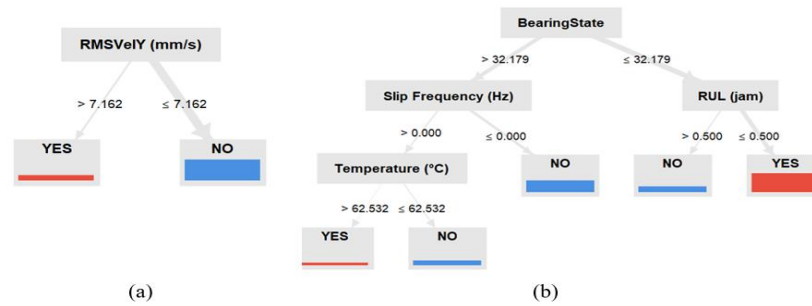 RMSVelY (mm/s)
> 7.162 ≤ 7.162
YES NO
(a)
BearingState
> 32.179 ≤ 32.179
Slip Frequency (Hz) RUL (jam)
> 0.000 ≤ 0.000 > 0.500 ≤ 0.500
Temperature (ºC) NO NO YES
> 62.532 ≤ 62.532
YES NO
(b)